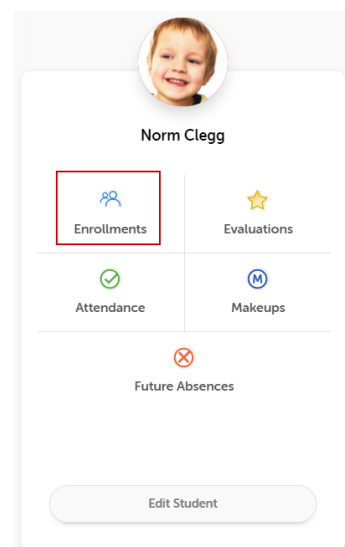 Norm Clegg
Enrollments
Evaluations
Attendance
M
Makeups
Future Absences
Edit Student